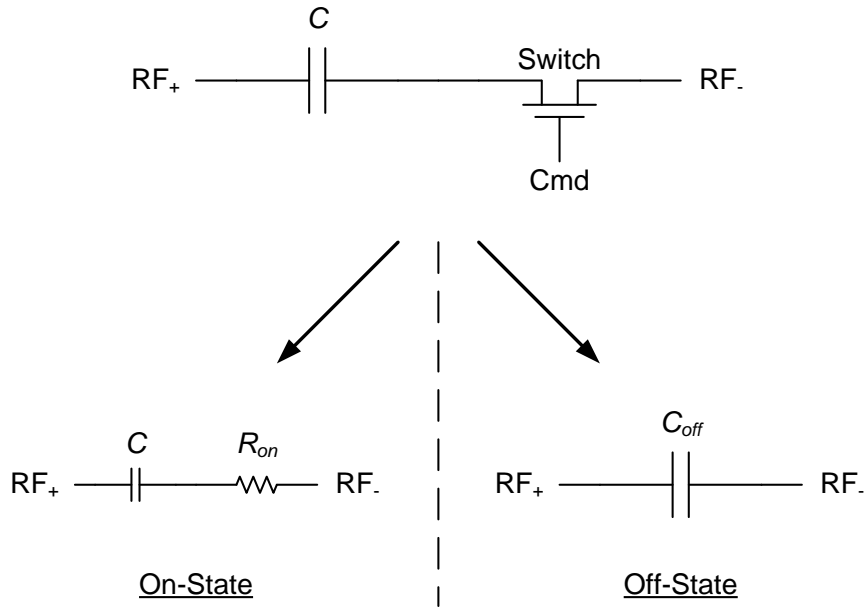 C
Switch
RF+ RF-
Cmd
C Ron Coff
RF+ RF- RF+ RF-
On-State Off-State